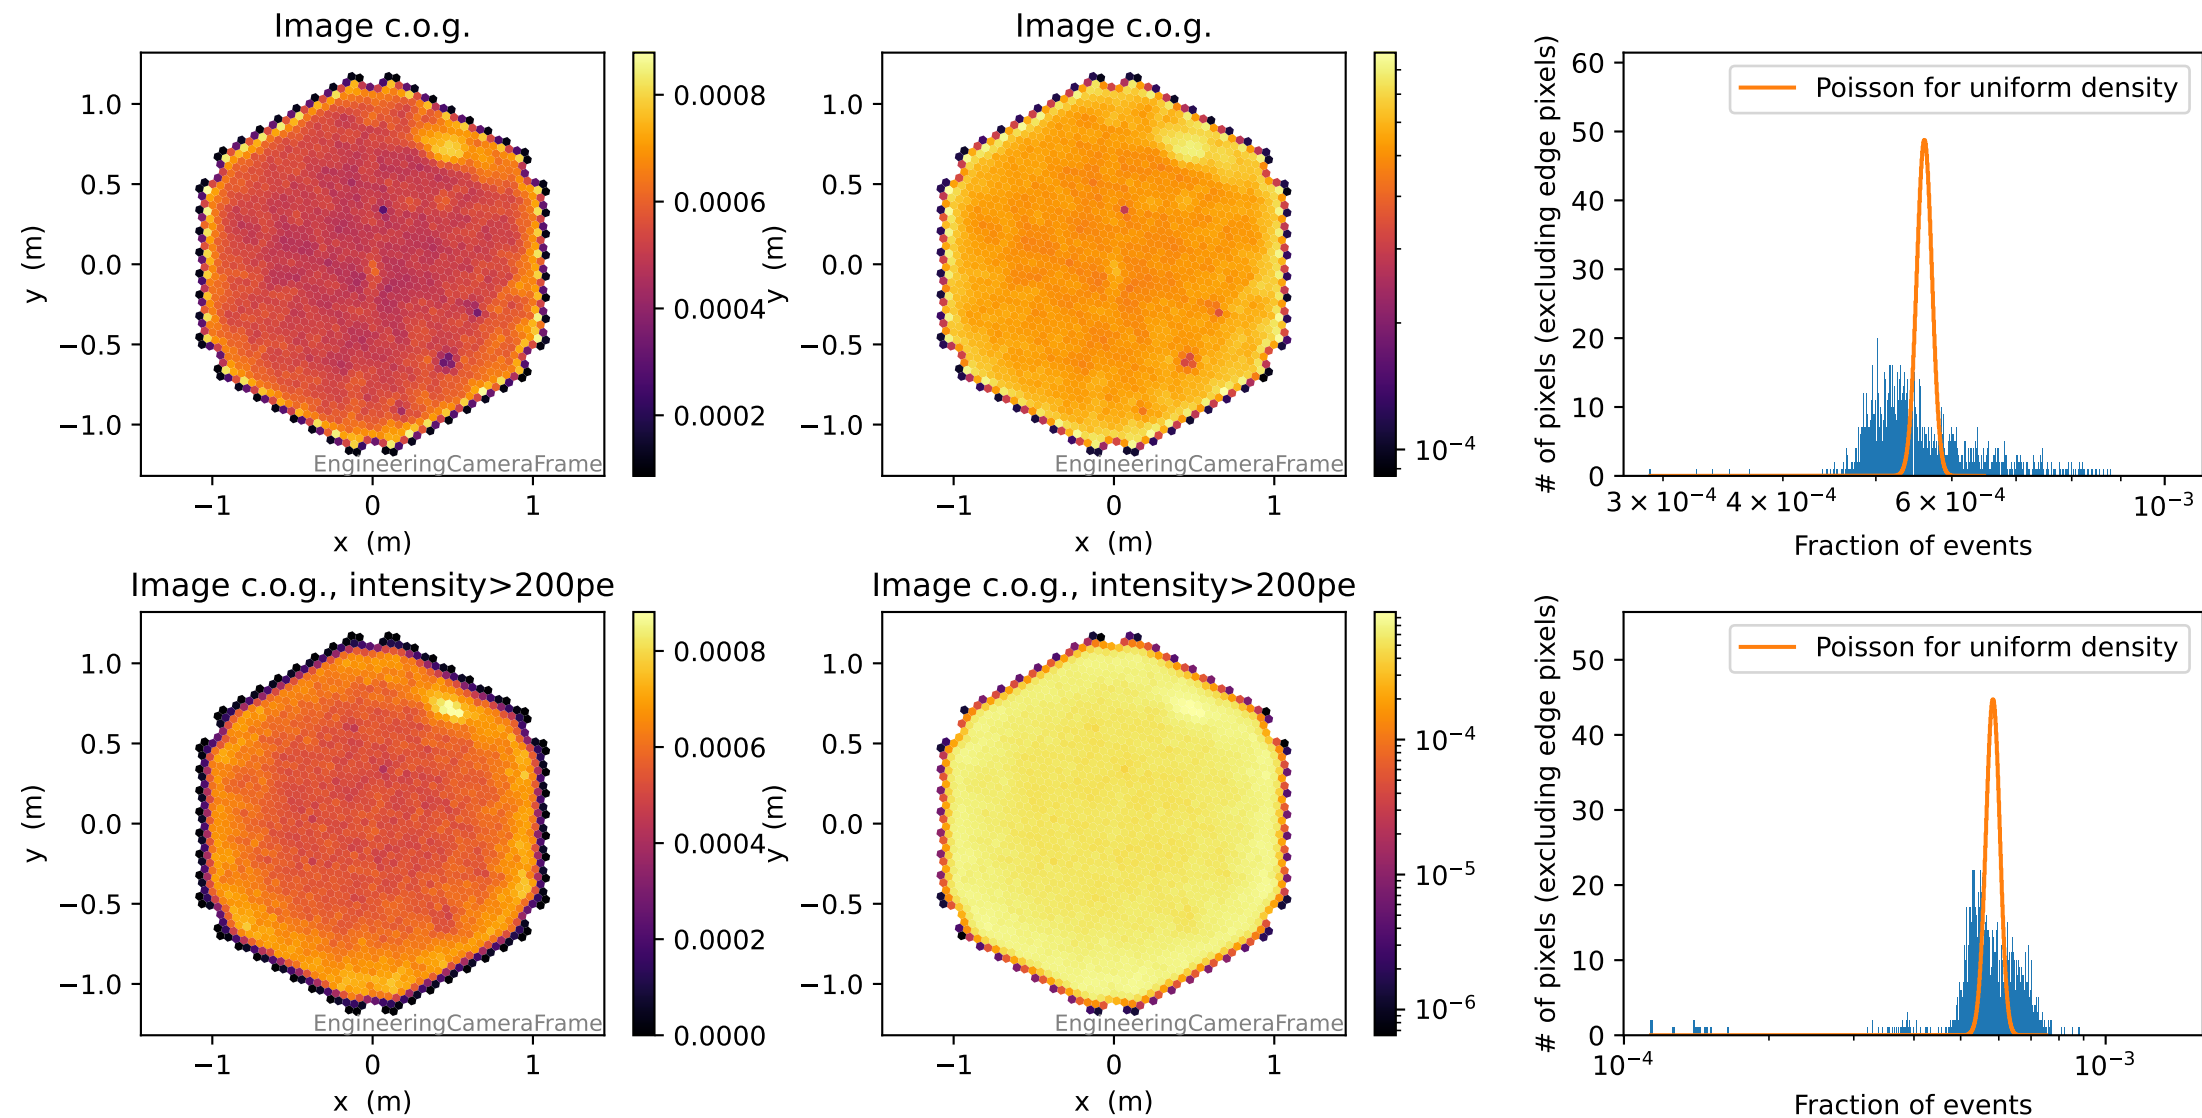 Image c.o.g.
1.0
0.5
0.0
−0.5
−1.0
y (m)
−1 0 1
x (m)
EngineeringCameraFrame
0.0008
0.0006
0.0004
0.0002
Image c.o.g.
1.0
0.5
0.0
−0.5
−1.0
y (m)
−1 0 1
x (m)
EngineeringCameraFrame
10⁻⁴
# of pixels (excluding edge pixels)
60
50
40
30
20
10
0
Poisson for uniform density
3 × 10⁻⁴ 4 × 10⁻⁴ 6 × 10⁻⁴ 10⁻³
Fraction of events
Image c.o.g., intensity>200pe
1.0
0.5
0.0
−0.5
−1.0
y (m)
−1 0 1
x (m)
EngineeringCameraFrame
0.0008
0.0006
0.0004
0.0002
0.0000
Image c.o.g., intensity>200pe
1.0
0.5
0.0
−0.5
−1.0
y (m)
−1 0 1
x (m)
EngineeringCameraFrame
10⁻⁴
10⁻⁵
10⁻⁶
# of pixels (excluding edge pixels)
50
40
30
20
10
0
Poisson for uniform density
10⁻⁴ 10⁻³
Fraction of events